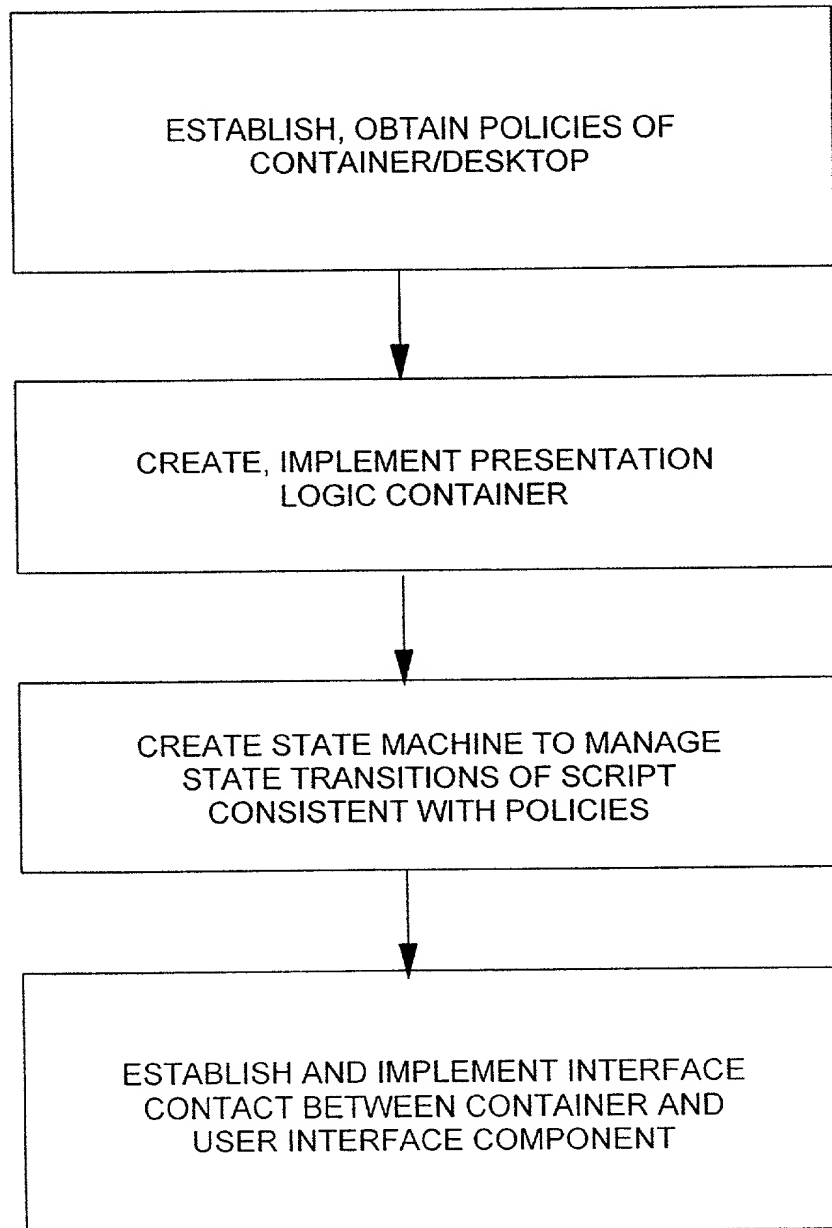 ESTABLISH, OBTAIN POLICIES OF
CONTAINER/DESKTOP
CREATE, IMPLEMENT PRESENTATION
LOGIC CONTAINER
CREATE STATE MACHINE TO MANAGE
STATE TRANSITIONS OF SCRIPT
CONSISTENT WITH POLICIES
ESTABLISH AND IMPLEMENT INTERFACE
CONTACT BETWEEN CONTAINER AND
USER INTERFACE COMPONENT